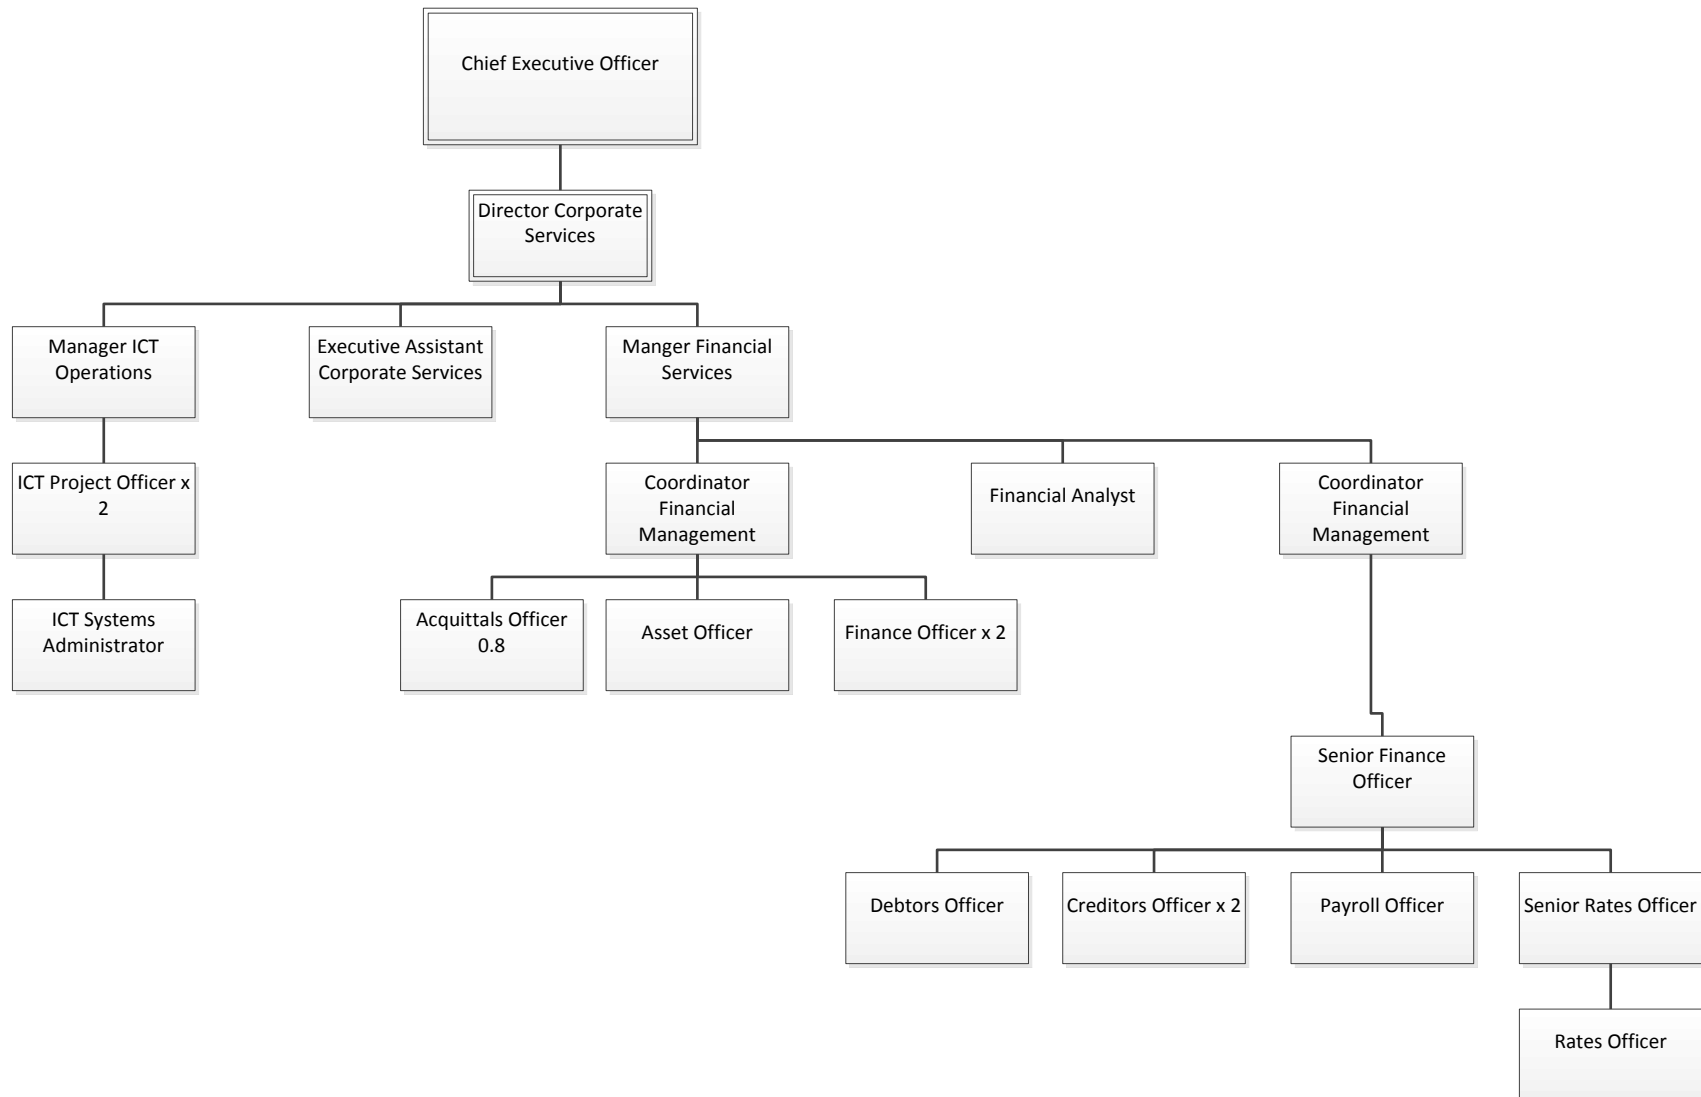 Chief Executive Officer
Director Corporate
Services
Manager ICT
Operations
Executive Assistant
Corporate Services
Manger Financial
Services
ICT Project Officer x
2
Coordinator
Financial
Management
Financial Analyst
Coordinator
Financial
Management
ICT Systems
Administrator
Acquittals Officer
0.8
Asset Officer
Finance Officer x 2
Senior Finance
Officer
Debtors Officer
Creditors Officer x 2
Payroll Officer
Senior Rates Officer
Rates Officer